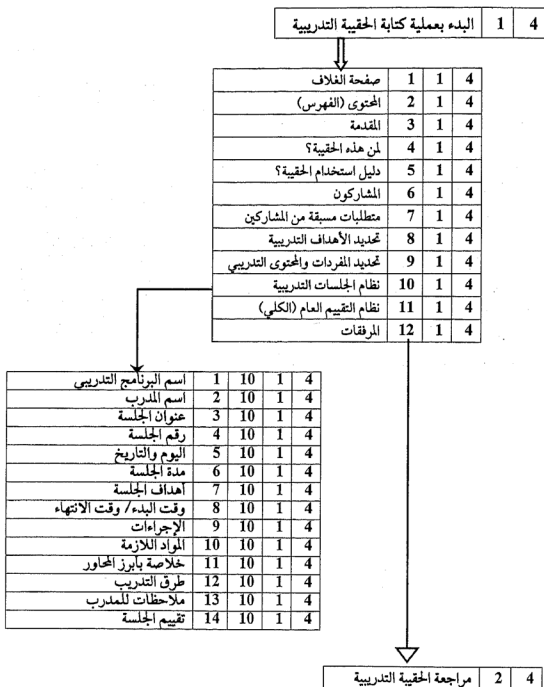 4 1 البدء بعملية كتابة الحقيبة التدريبية
4 1 1 صفحة الغلاف
4 1 2 المحتوى (الفهرس)
4 1 3 المقدمة
4 1 4 لمن هذه الحقيبة؟
4 1 5 دليل استخدام الحقيبة؟
4 1 6 المشاركون
4 1 7 متطلبات مسبقة من المشاركين
4 1 8 تحديد الأهداف التدريبية
4 1 9 تحديد المفردات والمحتوى التدريبي
4 1 10 نظام الجلسات التدريبية
4 1 11 نظام التقييم العام (الكلي)
4 1 12 المرفقات
4 1 10 1 اسم البرنامج التدريبي
4 1 10 2 اسم المدرب
4 1 10 3 عنوان الجلسة
4 1 10 4 رقم الجلسة
4 1 10 5 اليوم والتاريخ
4 1 10 6 مدة الجلسة
4 1 10 7 أهداف الجلسة
4 1 10 8 وقت البدء/ وقت الانتهاء
4 1 10 9 الإجراءات
4 1 10 10 المواد اللازمة
4 1 10 11 خلاصة بأبرز المحاور
4 1 10 12 طرق التدريب
4 1 10 13 ملاحظات للمدرب
4 1 10 14 تقييم الجلسة
4 2 مراجعة الحقيبة التدريبية